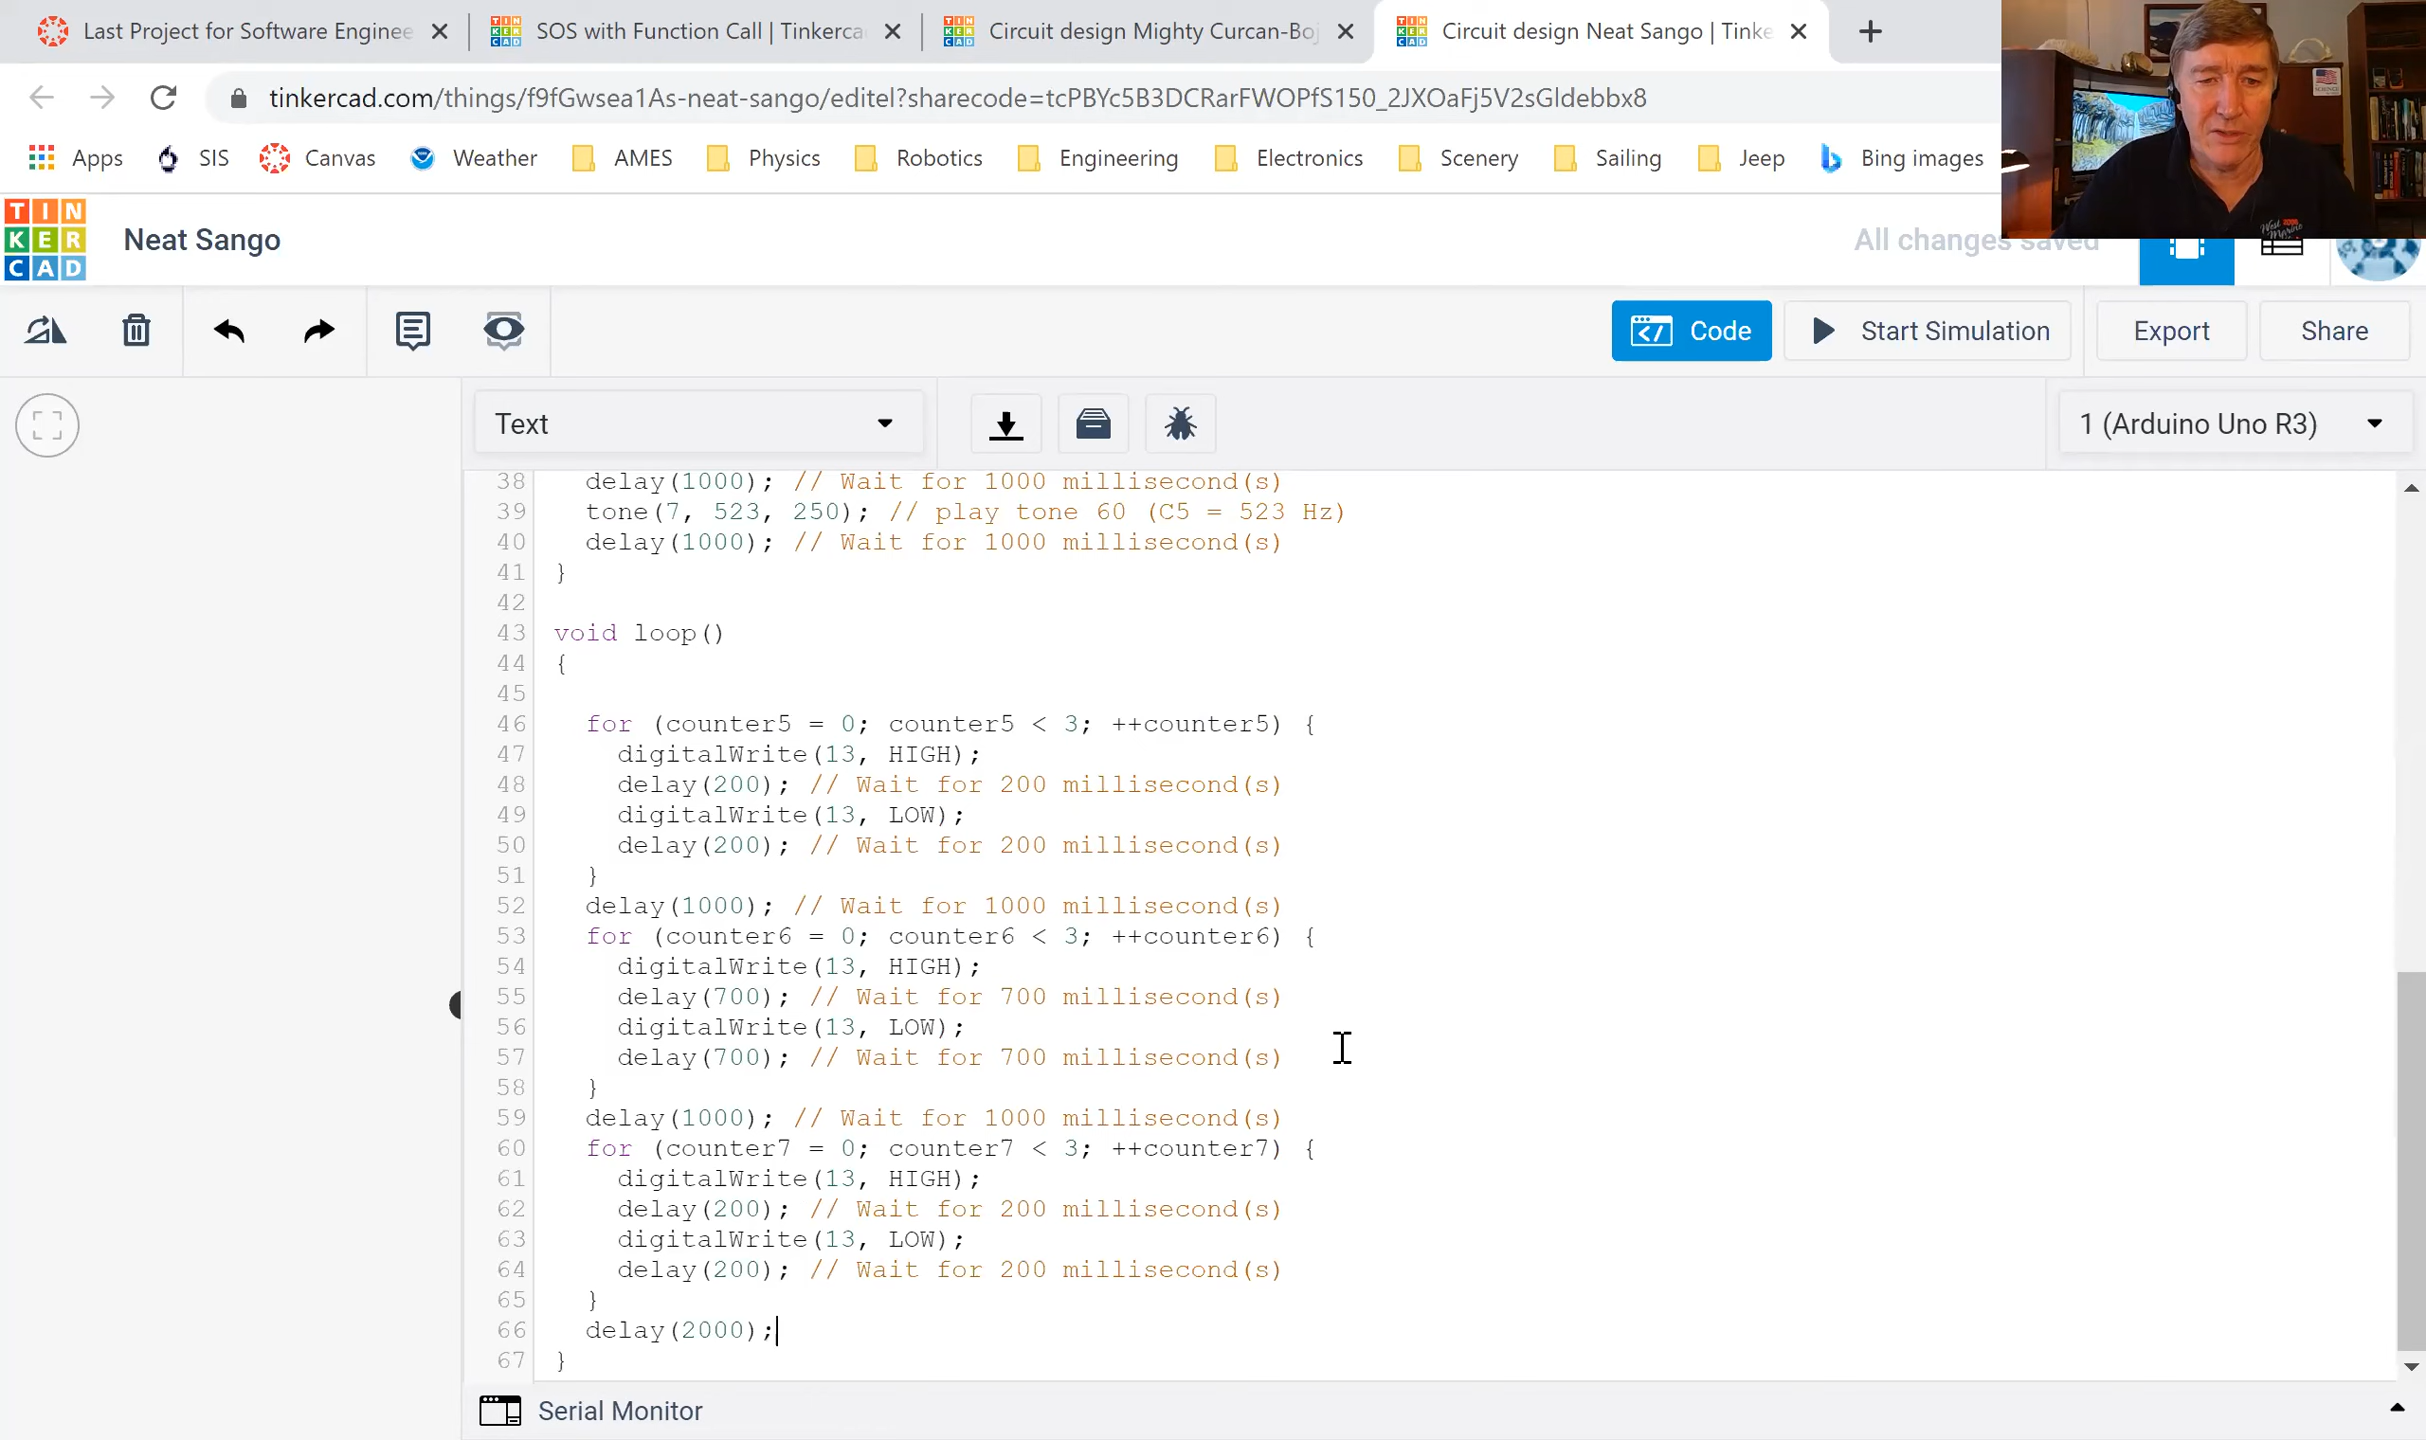 Last Project for Software Enginee
SOS with Function Call | Tinkerca
Circuit design Mighty Curcan-Boj
Circuit design Neat Sango | Tinke
tinkercad.com/things/f9fGwsea1As-neat-sango/editel?sharecode=tcPBYc5B3DCRarFWOPfS150_2JXOaFj5V2sGldebbx8
Apps SIS Canvas Weather AMES Physics Robotics Engineering Electronics Scenery Sailing Jeep Bing images
TIN
KER
CAD
Neat Sango
All changes saved
Code
Start Simulation
Export
Share
Text
1 (Arduino Uno R3)
38 delay(1000); // Wait for 1000 millisecond(s)
39 tone(7, 523, 250); // play tone 60 (C5 = 523 Hz)
40 delay(1000); // Wait for 1000 millisecond(s)
41 }
42
43 void loop()
44 {
45
46 for (counter5 = 0; counter5 < 3; ++counter5) {
47 digitalWrite(13, HIGH);
48 delay(200); // Wait for 200 millisecond(s)
49 digitalWrite(13, LOW);
50 delay(200); // Wait for 200 millisecond(s)
51 }
52 delay(1000); // Wait for 1000 millisecond(s)
53 for (counter6 = 0; counter6 < 3; ++counter6) {
54 digitalWrite(13, HIGH);
55 delay(700); // Wait for 700 millisecond(s)
56 digitalWrite(13, LOW);
57 delay(700); // Wait for 700 millisecond(s)
58 }
59 delay(1000); // Wait for 1000 millisecond(s)
60 for (counter7 = 0; counter7 < 3; ++counter7) {
61 digitalWrite(13, HIGH);
62 delay(200); // Wait for 200 millisecond(s)
63 digitalWrite(13, LOW);
64 delay(200); // Wait for 200 millisecond(s)
65 }
66 delay(2000);
67 }
Serial Monitor